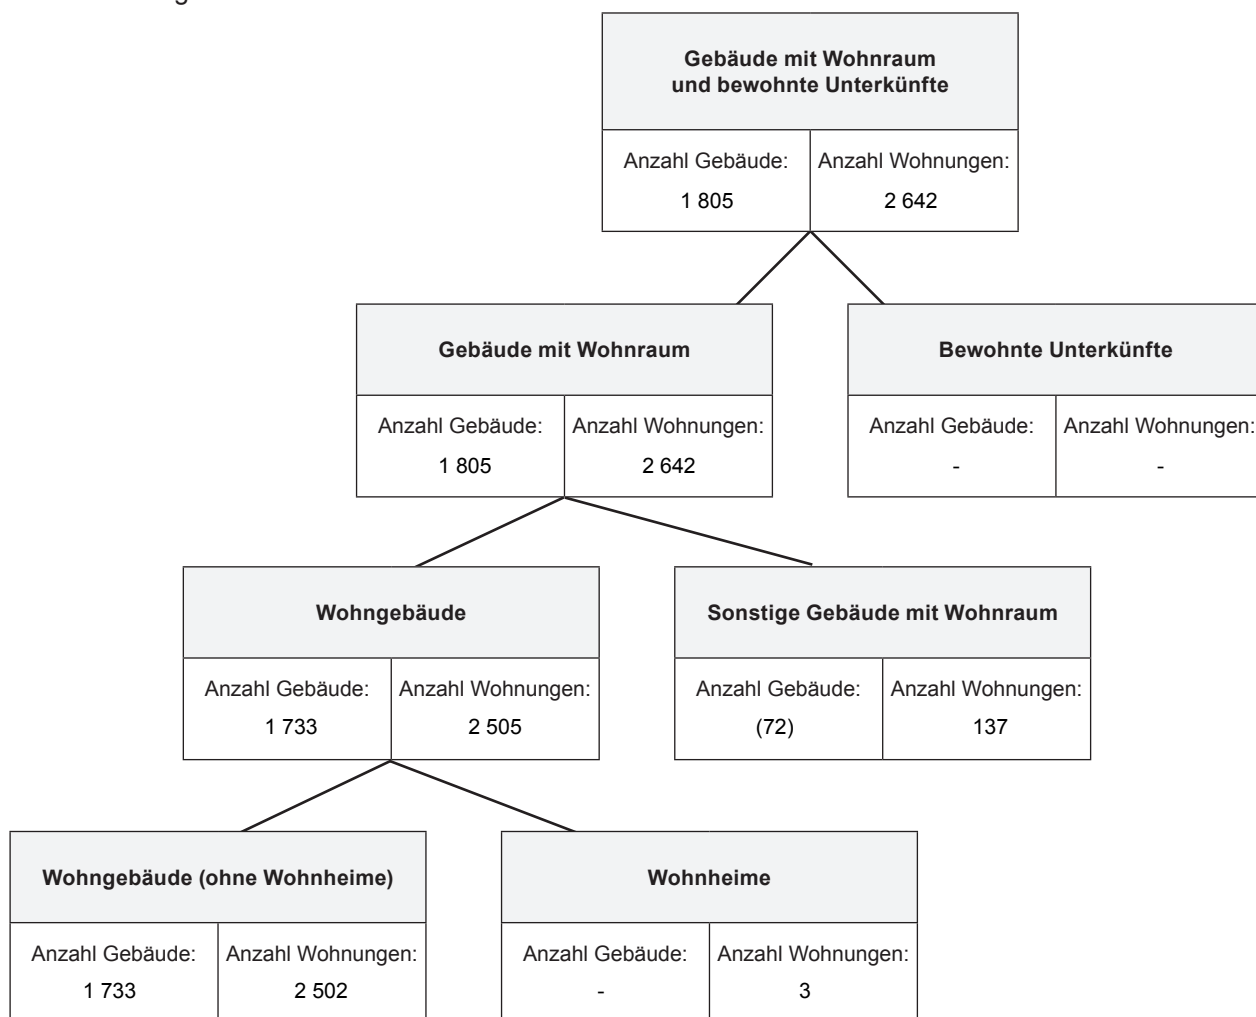 Gebäude mit Wohnraum
und bewohnte Unterkünfte
Anzahl Gebäude: Anzahl Wohnungen:
1 805 2 642
Gebäude mit Wohnraum
Bewohnte Unterkünfte
Anzahl Gebäude: Anzahl Wohnungen:
1 805 2 642
Anzahl Gebäude: Anzahl Wohnungen:
- -
Wohngebäude
Sonstige Gebäude mit Wohnraum
Anzahl Gebäude: Anzahl Wohnungen:
1 733 2 505
Anzahl Gebäude: Anzahl Wohnungen:
(72) 137
Wohngebäude (ohne Wohnheime)
Wohnheime
Anzahl Gebäude: Anzahl Wohnungen:
1 733 2 502
Anzahl Gebäude: Anzahl Wohnungen:
- 3